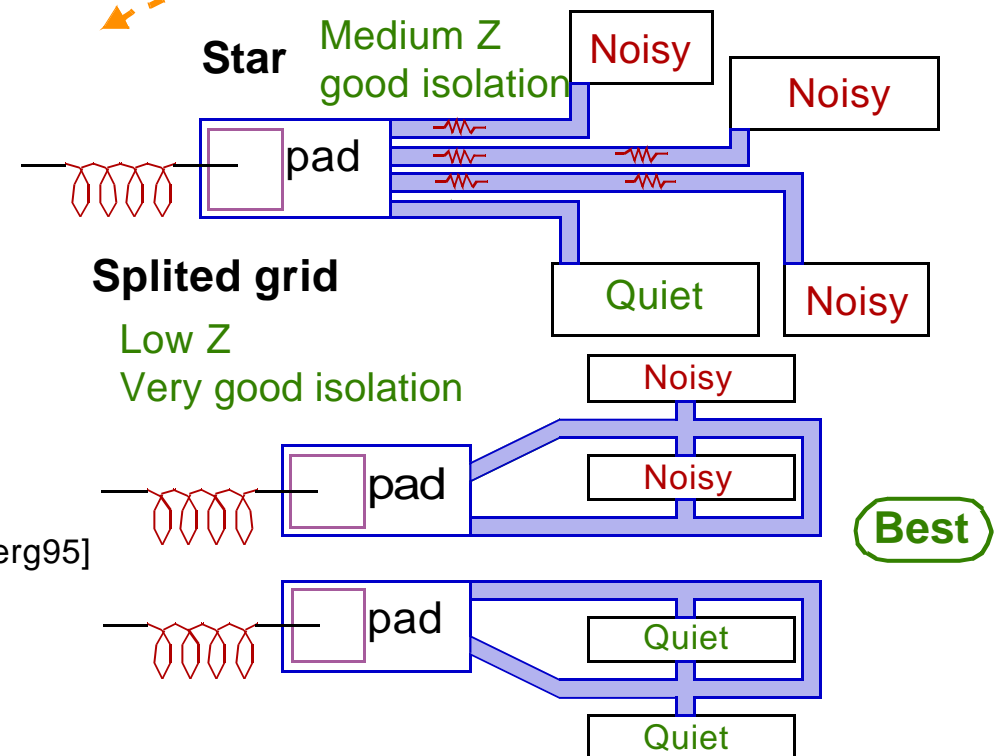 Star
Medium Z
good isolation
Noisy
Noisy
pad
Quiet
Noisy
Splited grid
Low Z
Very good isolation
Noisy
pad
Noisy
Best
erg95]
pad
Quiet
Quiet